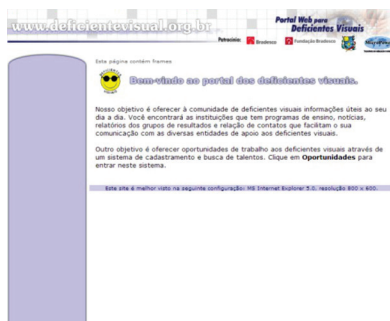 www.deficientevisual.org.br
Portal Web para
Deficientes Visuais
Patrocínio: Bradesco Fundação Bradesco
Esta página contém frames
Bem-vindo ao portal dos deficientes visuais.
Nosso objetivo é oferecer à comunidade de deficientes visuais informações úteis ao seu
dia a dia. Você encontrará as instituições que tem programas de ensino, notícias,
relatórios dos grupos de resultados e relação de contatos que facilitam o sua
comunicação com as diversas entidades de apoio aos deficientes visuais.
Outro objetivo é oferecer oportunidades de trabalho aos deficientes visuais através de
um sistema de cadastramento e busca de talentos. Clique em Oportunidades para
entrar neste sistema.
Este site é melhor visto na seguinte configuração: MS Internet Explorer 5.0, resolução 800 x 600.